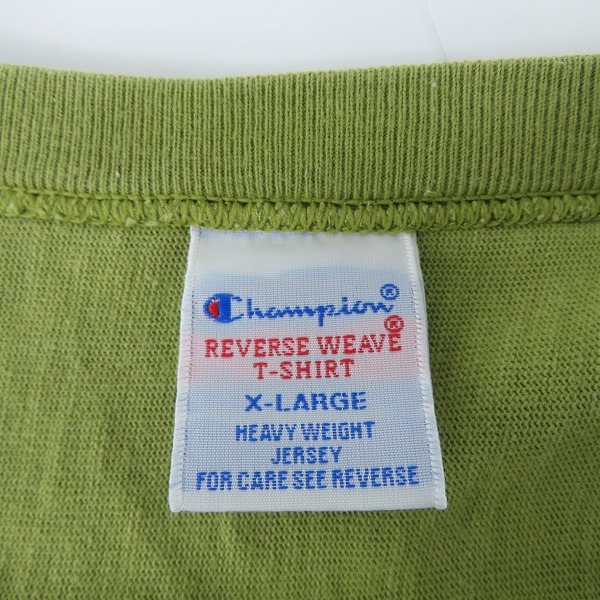 Champion®
REVERSE WEAVE®
T-SHIRT
X-LARGE
HEAVY WEIGHT
JERSEY
FOR CARE SEE REVERSE